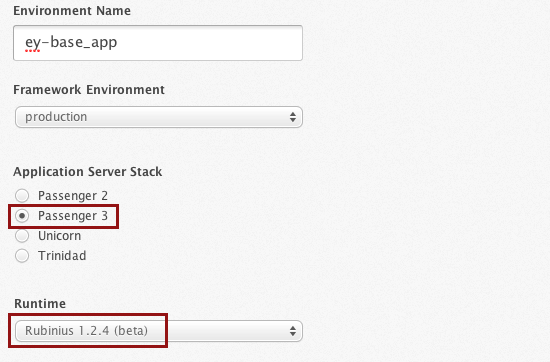 Environment Name
ey-base_app
Framework Environment
production
Application Server Stack
Passenger 2
Passenger 3
Unicorn
Trinidad
Runtime
Rubinius 1.2.4 (beta)